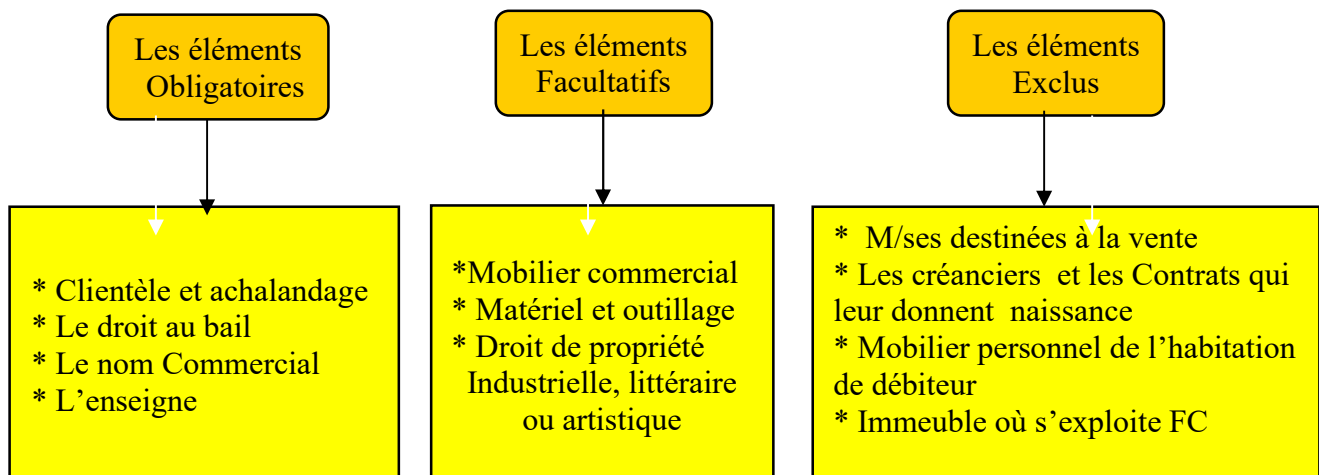 Les éléments
Obligatoires
* Clientèle et achalandage
* Le droit au bail
* Le nom Commercial
* L’enseigne
Les éléments
Facultatifs
*Mobilier commercial
* Matériel et outillage
* Droit de propriété
Industrielle, littéraire
ou artistique
Les éléments
Exclus
* M/ses destinées à la vente
* Les créanciers et les Contrats qui
leur donnent naissance
* Mobilier personnel de l’habitation
de débiteur
* Immeuble où s’exploite FC